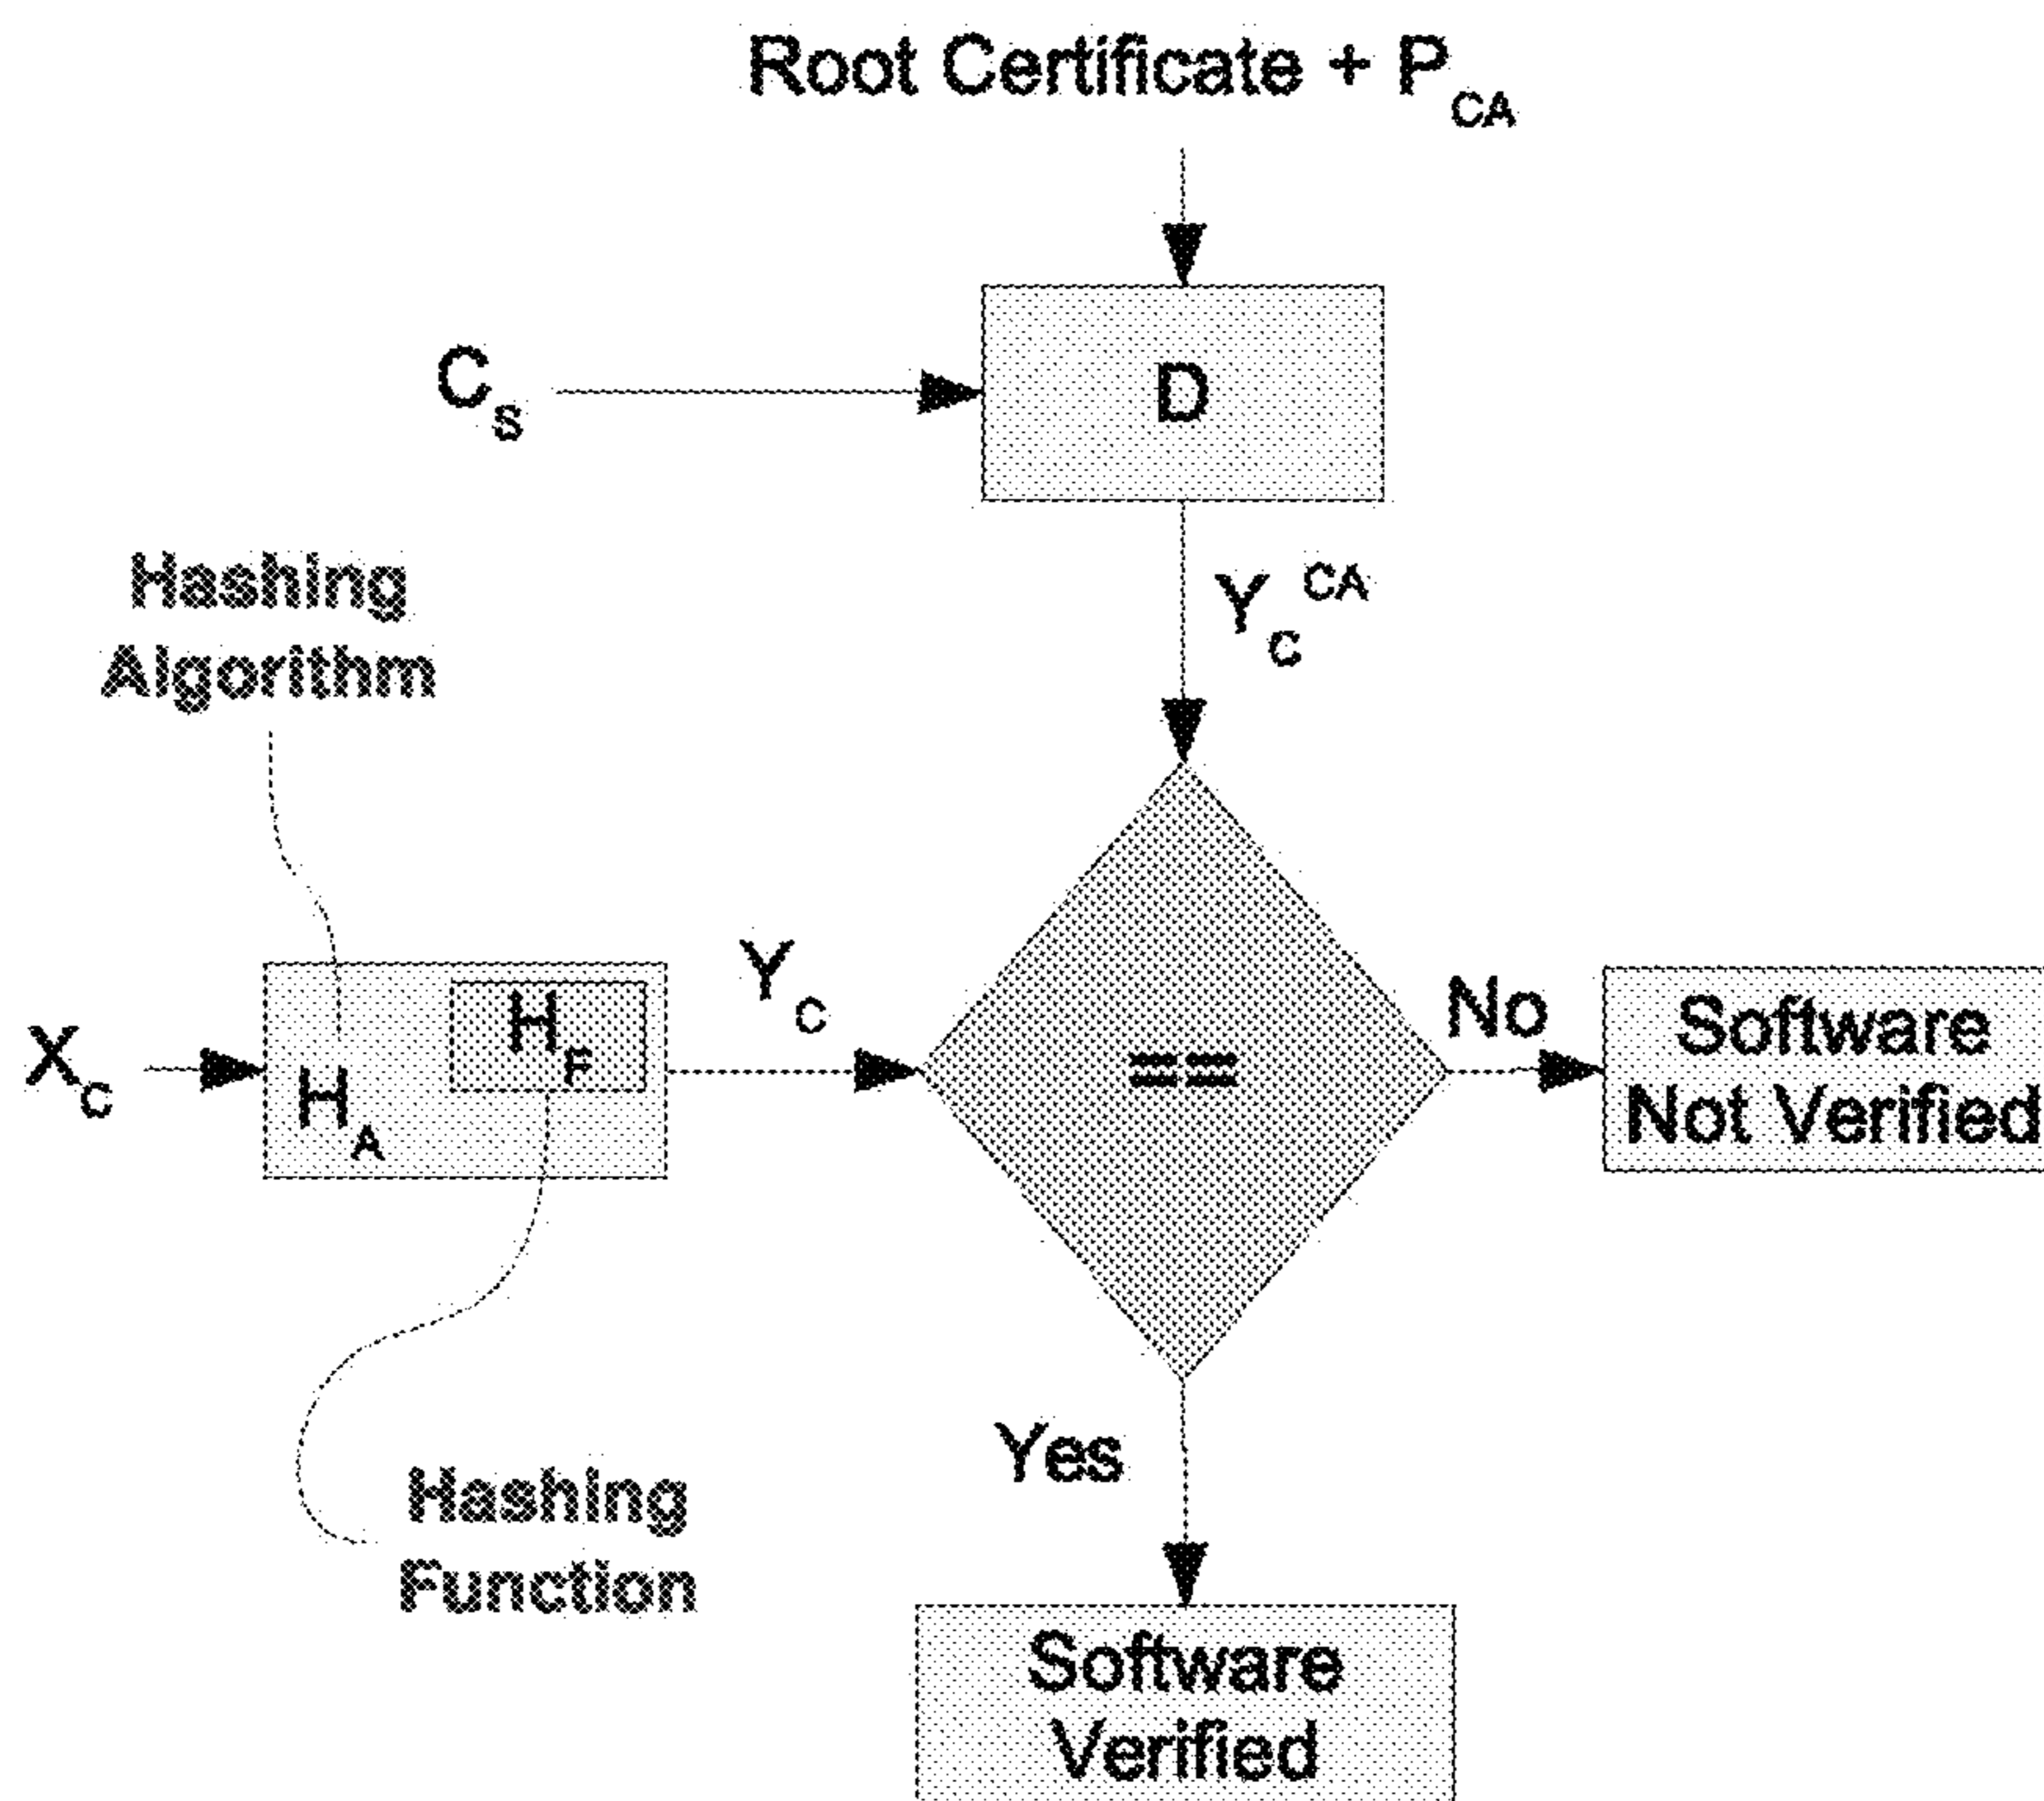 Root Certificate + P_CA
C_S
D
Y_C^CA
Hashing
Algorithm
X_C
H_A
H_F
Y_C
==
No
Software
Not Verified
Yes
Hashing
Function
Software
Verified